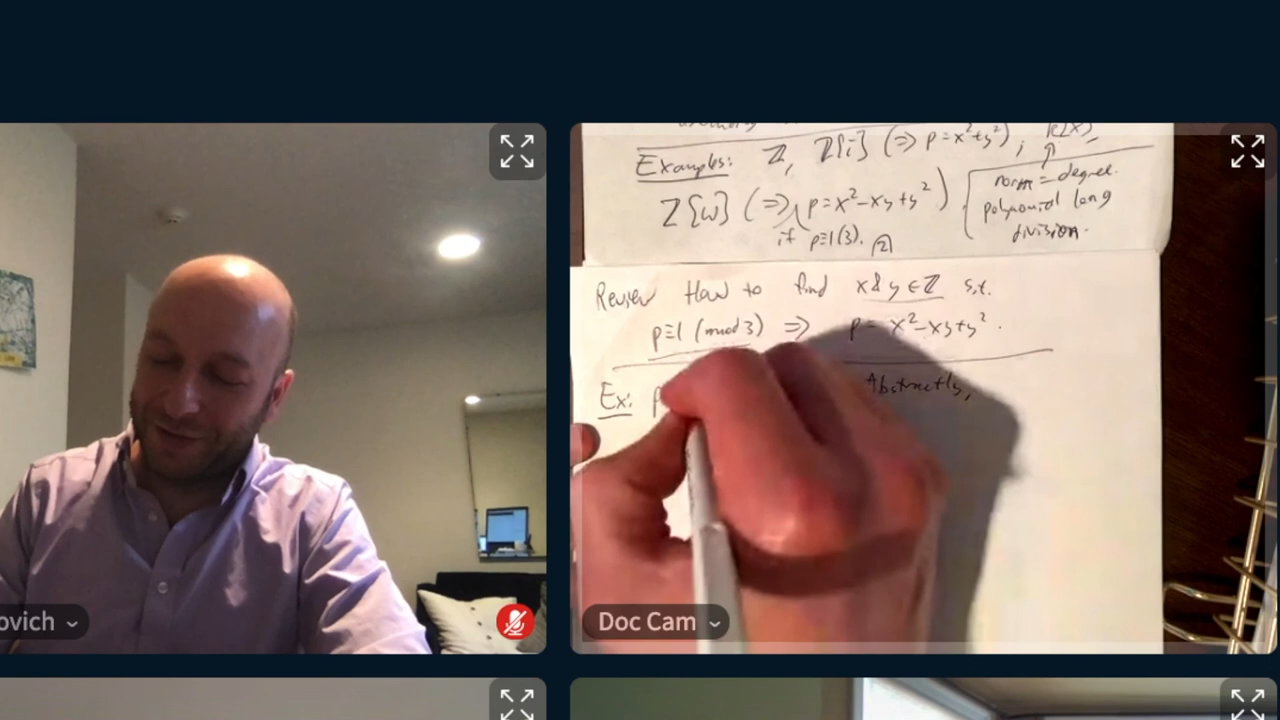 Examples: ℤ, ℤ[i] (⇒ p=x²+y²), k[x],
norm = degree.
ℤ[ω] (⇒ p=x²-xy+y²) polynomial long
if p≡1(3). division.
Review How to find x & y ∈ ℤ s.t.
p≡1 (mod 3) ⇒ p = x²-xy+y².
Ex: p Abstractly,
ovich
Doc Cam